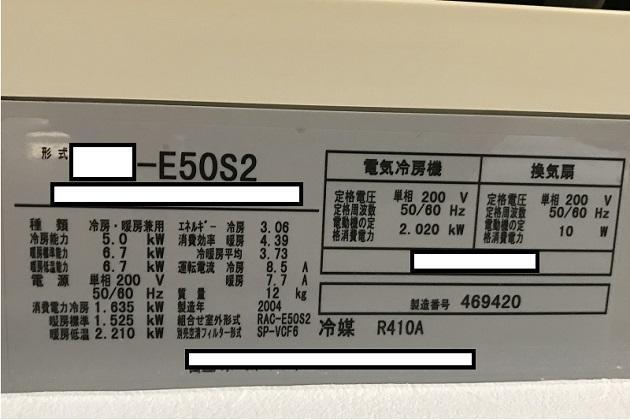 形式 -E50S2
種類 冷房・暖房兼用
冷房能力 5.0 kW
暖房標準能力 6.7 kW
暖房低温能力 6.7 kW
電源 単相 200 V
50/60 Hz
消費電力 冷房 1.635 kW
暖房標準 1.525 kW
暖房低温 2.210 kW
エネルギー 冷房 3.06
消費効率 暖房 4.39
冷暖房平均 3.73
運転電流 冷房 8.5 A
暖房 7.7 A
質量 12 kg
製造年 2004
組合せ室外形式 RAC-E50S2
別売空清フィルター形式 SP-VCF6
電気冷房機
定格電圧 単相 200 V
定格周波数 50/60 Hz
電動機の定格消費電力 2.020 kW
換気扇
定格電圧 単相 200 V
定格周波数 50/60 Hz
電動機の定格消費電力 10 W
製造番号 469420
冷媒 R410A